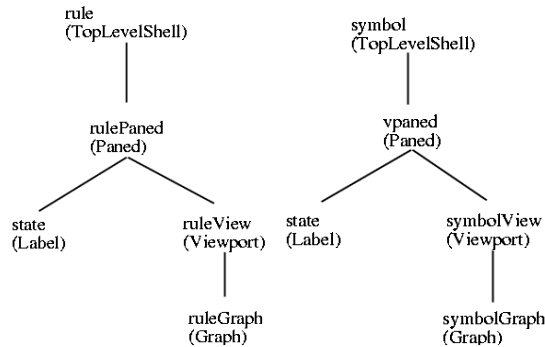 rule
(TopLevelShell)
symbol
(TopLevelShell)
rulePaned
(Paned)
vpaned
(Paned)
state
(Label)
ruleView
(Viewport)
state
(Label)
symbolView
(Viewport)
ruleGraph
(Graph)
symbolGraph
(Graph)